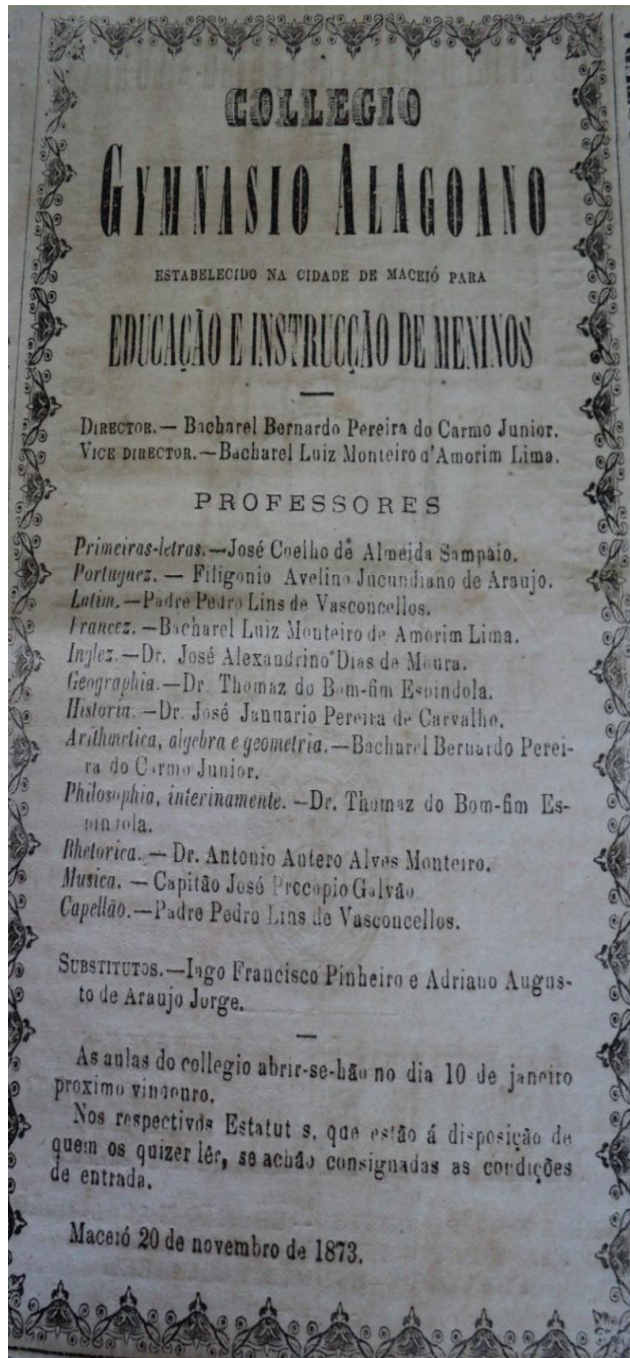 COLLEGIO
GYMNASIO ALAGOANO
ESTABELECIDO NA CIDADE DE MACEIÓ PARA
EDUCAÇÃO E INSTRUCÇÃO DE MENINOS
DIRECTOR.— Bacharel Bernardo Pereira do Carmo Junior.
VICE DIRECTOR.—Bacharel Luiz Monteiro d'Amorim Lima.
PROFESSORES
Primeiras-letras.—José Coelho de Almeida Sampaio.
Portuguez. — Filigonio Avelino Jucundiano de Araujo.
Latim.—Padre Pedro Lins de Vasconcellos.
Francez.—Bacharel Luiz Monteiro de Amorim Lima.
Inglez.—Dr. José Alexandrino Dias de Moura.
Geographia.—Dr. Thomaz do Bom-fim Espindola.
Historia.—Dr. José Januario Pereira de Carvalho.
Arithmetica, algebra e geometria.—Bacharel Bernardo Perei-
ra do Carmo Junior.
Philosophia, interinamente. —Dr. Thomaz do Bom-fim Es-
pindola.
Rhetorica. — Dr. Antonio Antero Alves Monteiro.
Musica. — Capitão José Procopio Galvão
Capellão.—Padre Pedro Lins de Vasconcellos.
SUBSTITUTOS.—Iago Francisco Pinheiro e Adriano Augus-
to de Araujo Jorge.
As aulas do collegio abrir-se-hão no dia 10 de janeiro
proximo vindouro.
Nos respectivos Estatut s, que estão á disposição de
quem os quizer lêr, se achão consignadas as condições
de entrada.
Maceió 20 de novembro de 1873.